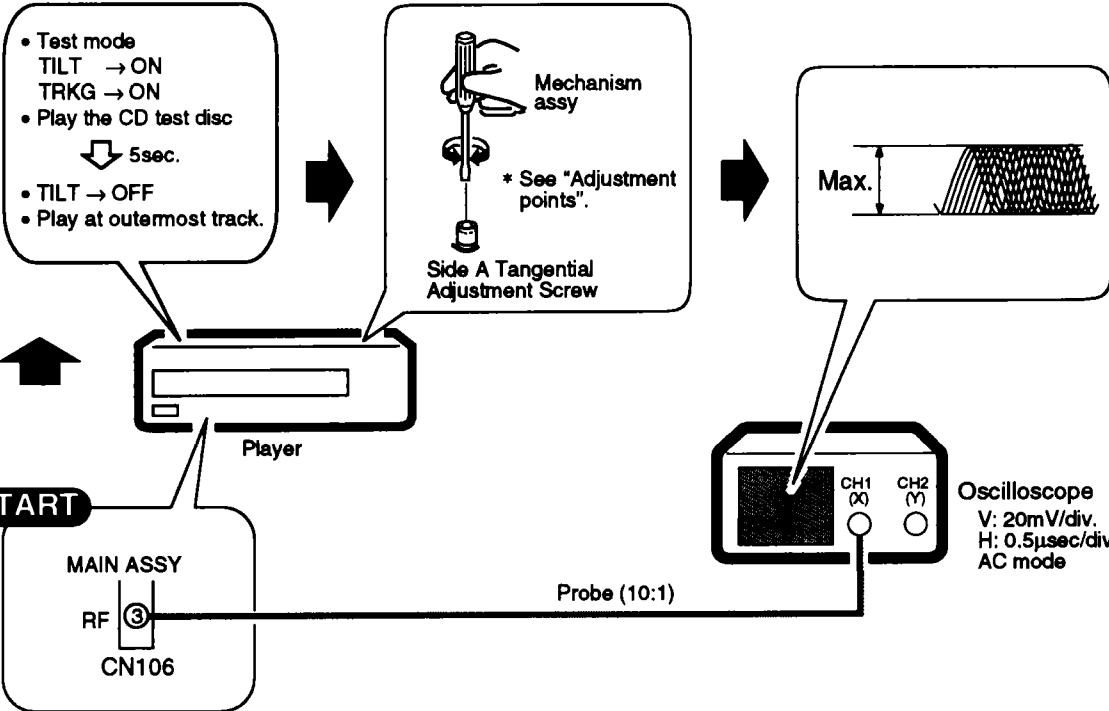 • Test mode
TILT → ON
TRKG → ON
• Play the CD test disc
5sec.
• TILT → OFF
• Play at outermost track.
Mechanism
assy
* See “Adjustment
points”.
Side A Tangential
Adjustment Screw
Max.
Player
TART
MAIN ASSY
RF ③
CN106
Probe (10:1)
CH1
(X)
CH2
(Y)
Oscilloscope
V: 20mV/div.
H: 0.5µsec/div
AC mode